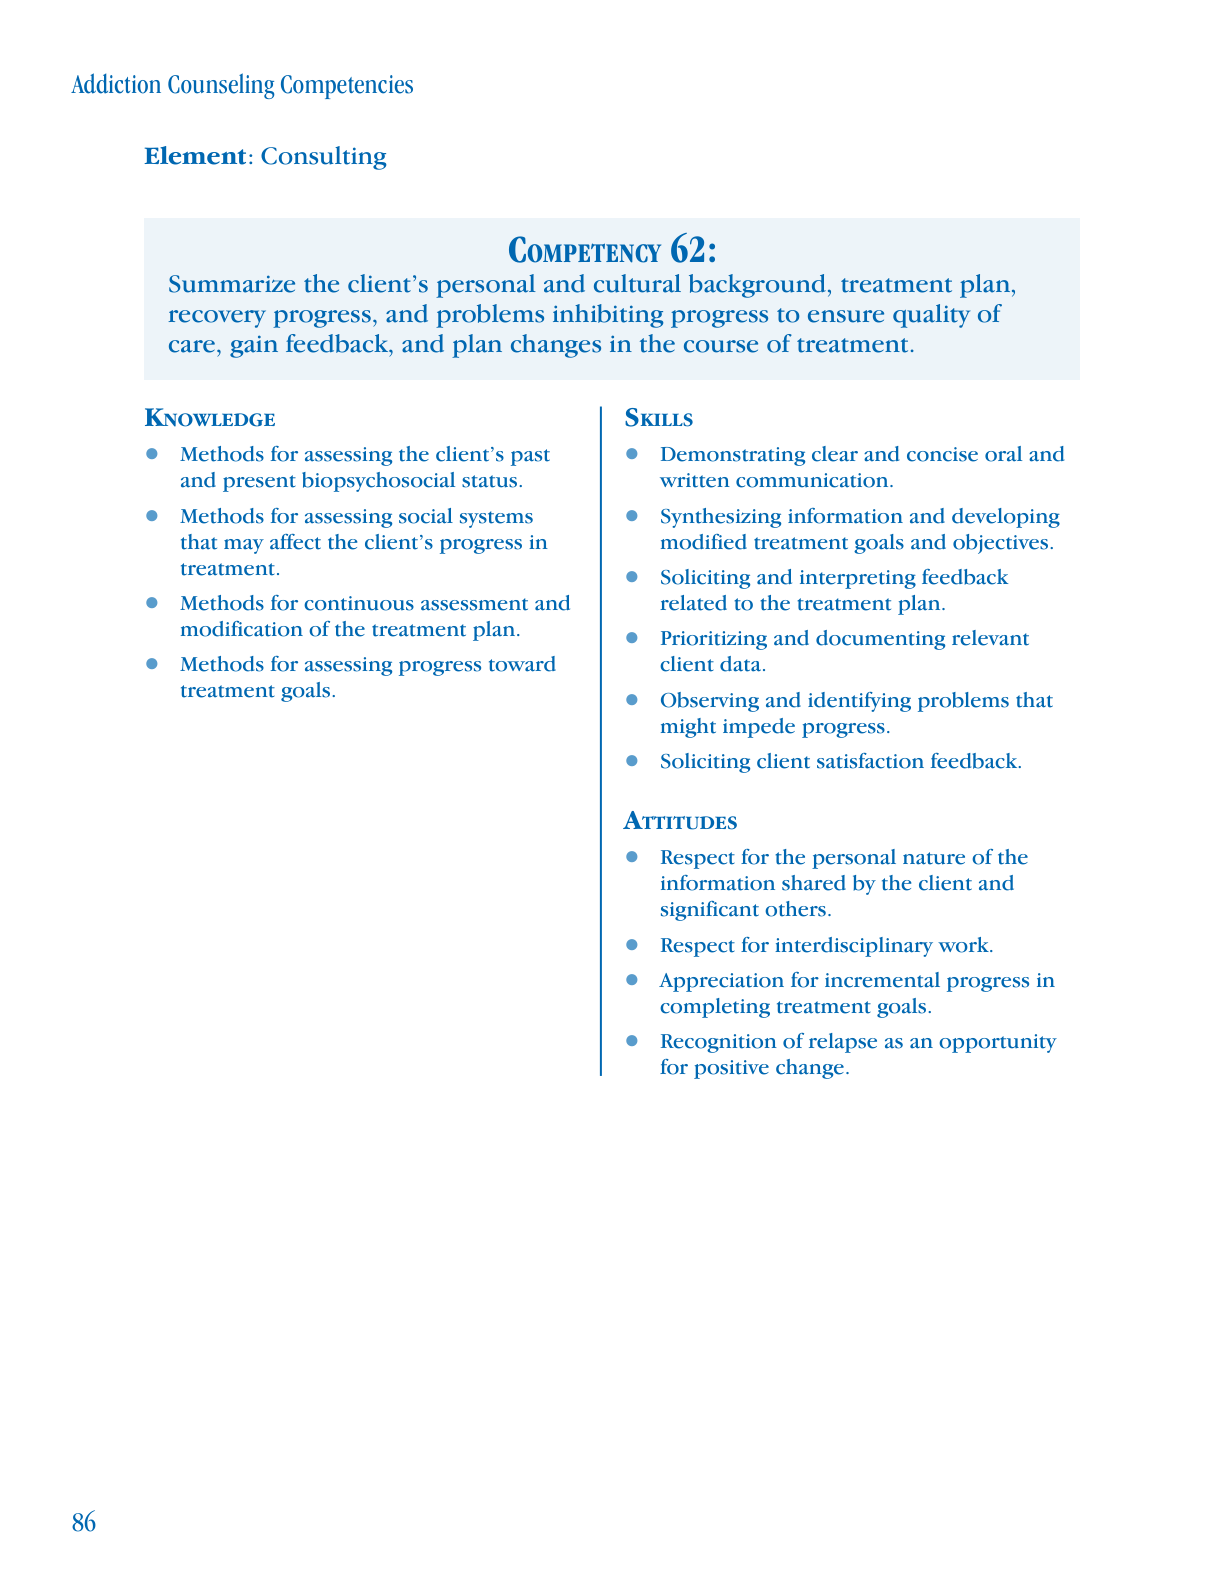 Addiction Counseling Competencies
Element: Consulting
Competency 62:
Summarize the client’s personal and cultural background, treatment plan,
recovery progress, and problems inhibiting progress to ensure quality of
care, gain feedback, and plan changes in the course of treatment.
Knowledge
● Methods for assessing the client’s past
and present biopsychosocial status.
● Methods for assessing social systems
that may affect the client’s progress in
treatment.
● Methods for continuous assessment and
modification of the treatment plan.
● Methods for assessing progress toward
treatment goals.
Skills
● Demonstrating clear and concise oral and
written communication.
● Synthesizing information and developing
modified treatment goals and objectives.
● Soliciting and interpreting feedback
related to the treatment plan.
● Prioritizing and documenting relevant
client data.
● Observing and identifying problems that
might impede progress.
● Soliciting client satisfaction feedback.
Attitudes
● Respect for the personal nature of the
information shared by the client and
significant others.
● Respect for interdisciplinary work.
● Appreciation for incremental progress in
completing treatment goals.
● Recognition of relapse as an opportunity
for positive change.
86